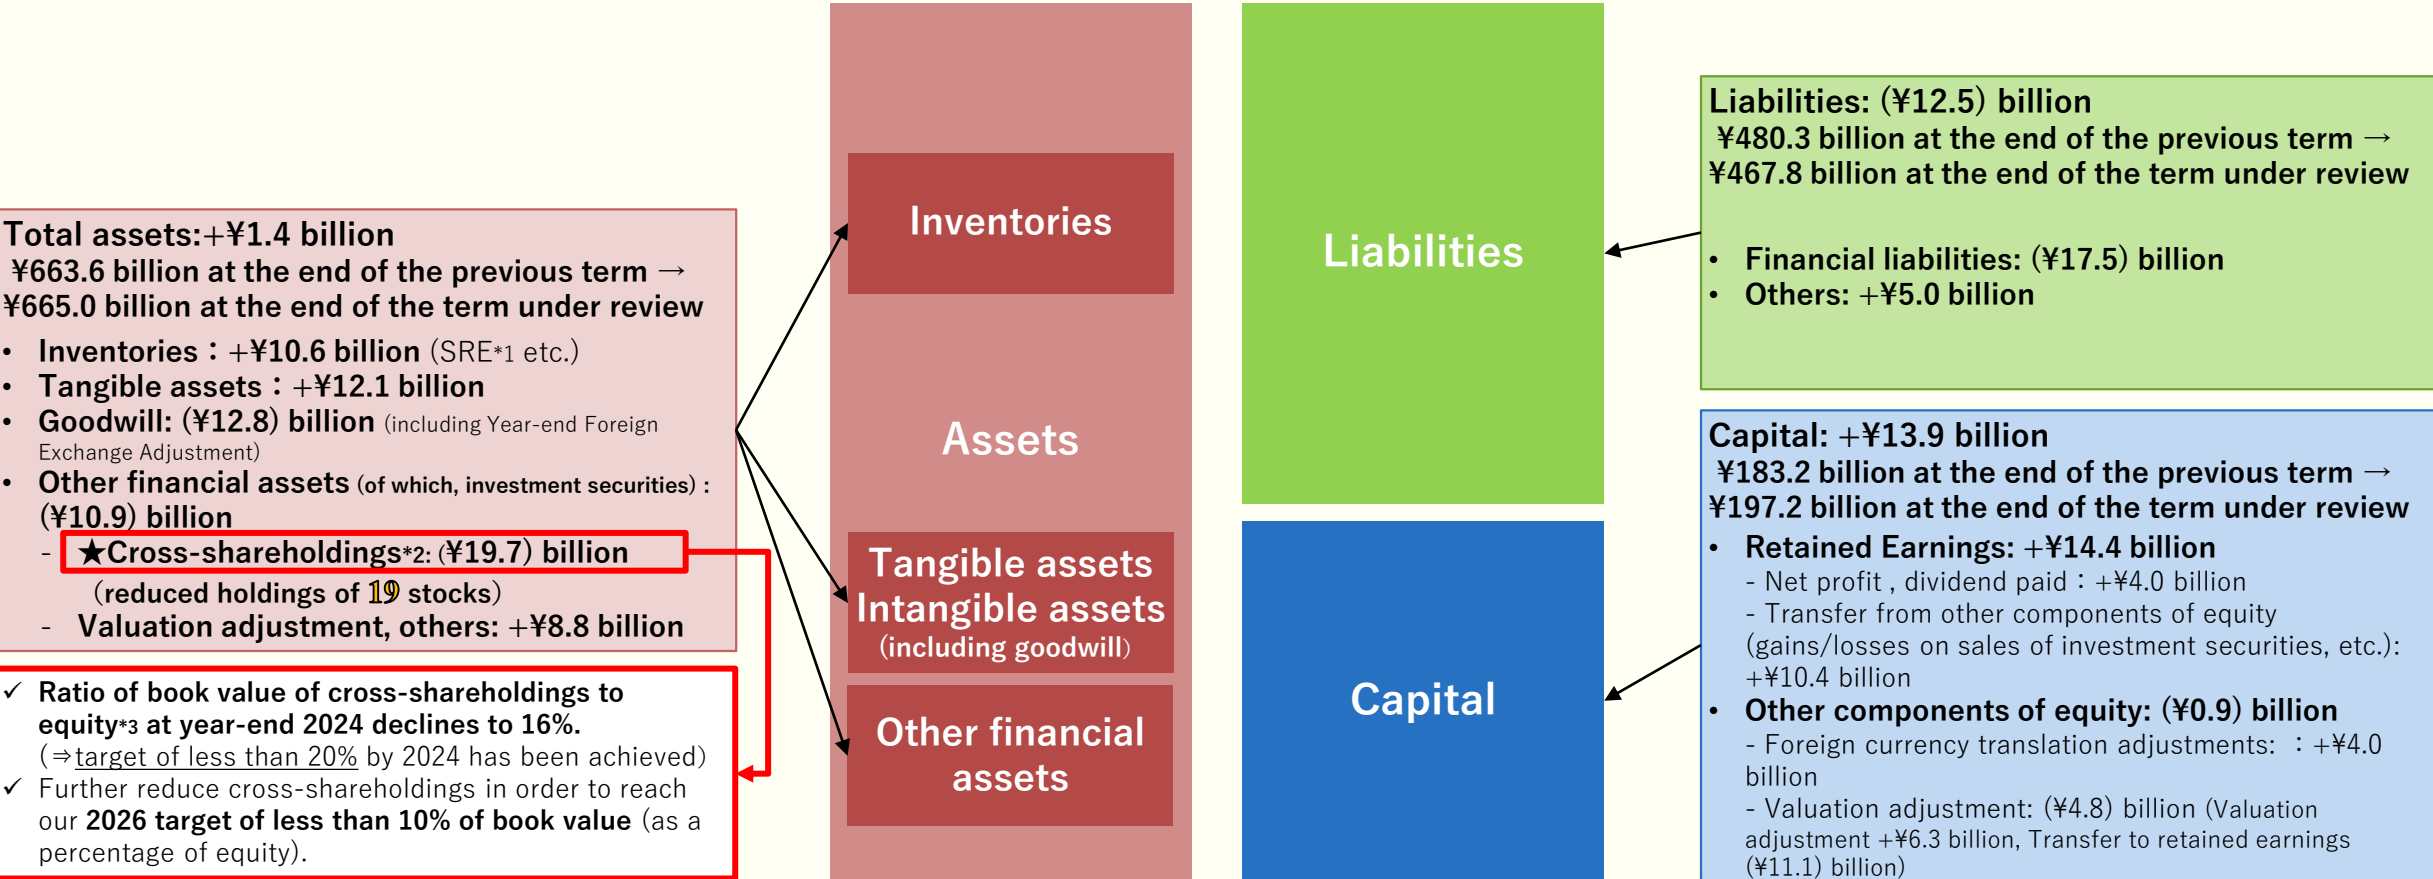 Total assets:+¥1.4 billion
¥663.6 billion at the end of the previous term →
¥665.0 billion at the end of the term under review
• Inventories：+¥10.6 billion (SRE*1 etc.)
• Tangible assets：+¥12.1 billion
• Goodwill: (¥12.8) billion (including Year-end Foreign
Exchange Adjustment)
• Other financial assets (of which, investment securities) :
(¥10.9) billion
- ★Cross-shareholdings*2: (¥19.7) billion
(reduced holdings of 19 stocks)
- Valuation adjustment, others: +¥8.8 billion
✓ Ratio of book value of cross-shareholdings to
equity*3 at year-end 2024 declines to 16%.
(⇒target of less than 20% by 2024 has been achieved)
✓ Further reduce cross-shareholdings in order to reach
our 2026 target of less than 10% of book value (as a
percentage of equity).
Inventories
Assets
Tangible assets
Intangible assets
(including goodwill)
Other financial
assets
Liabilities
Capital
Liabilities: (¥12.5) billion
¥480.3 billion at the end of the previous term →
¥467.8 billion at the end of the term under review
• Financial liabilities: (¥17.5) billion
• Others: +¥5.0 billion
Capital: +¥13.9 billion
¥183.2 billion at the end of the previous term →
¥197.2 billion at the end of the term under review
• Retained Earnings: +¥14.4 billion
- Net profit , dividend paid：+¥4.0 billion
- Transfer from other components of equity
(gains/losses on sales of investment securities, etc.):
+¥10.4 billion
• Other components of equity: (¥0.9) billion
- Foreign currency translation adjustments: ：+¥4.0
billion
- Valuation adjustment: (¥4.8) billion (Valuation
adjustment +¥6.3 billion, Transfer to retained earnings
(¥11.1) billion)